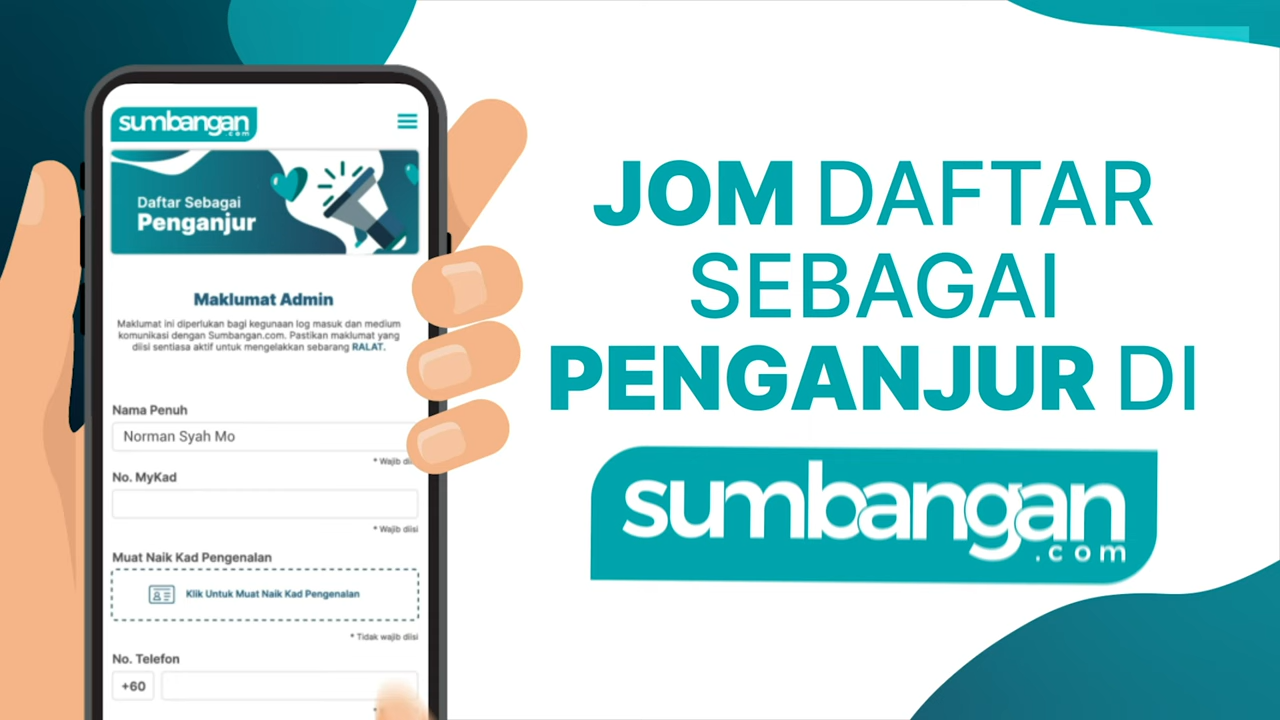 sumbangan
.com
Daftar Sebagai
Penganjur
Maklumat Admin
Maklumat ini diperlukan bagi kegunaan log masuk dan medium
komunikasi dengan Sumbangan.com. Pastikan maklumat yang
diisi sentiasa aktif untuk mengelakkan sebarang RALAT.
Nama Penuh
Norman Syah Mo
* Wajib
No. MyKad
* Wajib diisi
Muat Naik Kad Pengenalan
Klik Untuk Muat Naik Kad Pengenalan
* Tidak wajib diisi
No. Telefon
+60
JOM DAFTAR
SEBAGAI
PENGANJUR DI
sumbangan
.com